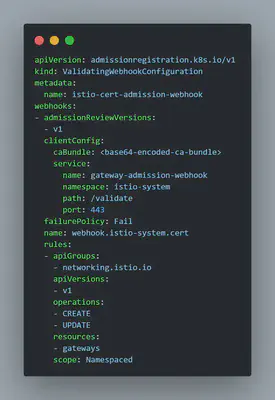 apiVersion: admissionregistration.k8s.io/v1
kind: ValidatingWebhookConfiguration
metadata:
  name: istio-cert-admission-webhook
webhooks:
- admissionReviewVersions:
  - v1
  clientConfig:
    caBundle: <base64-encoded-ca-bundle>
    service:
      name: gateway-admission-webhook
      namespace: istio-system
      path: /validate
      port: 443
  failurePolicy: Fail
  name: webhook.istio-system.cert
  rules:
  - apiGroups:
    - networking.istio.io
    apiVersions:
    - v1
    operations:
    - CREATE
    - UPDATE
    resources:
    - gateways
    scope: Namespaced